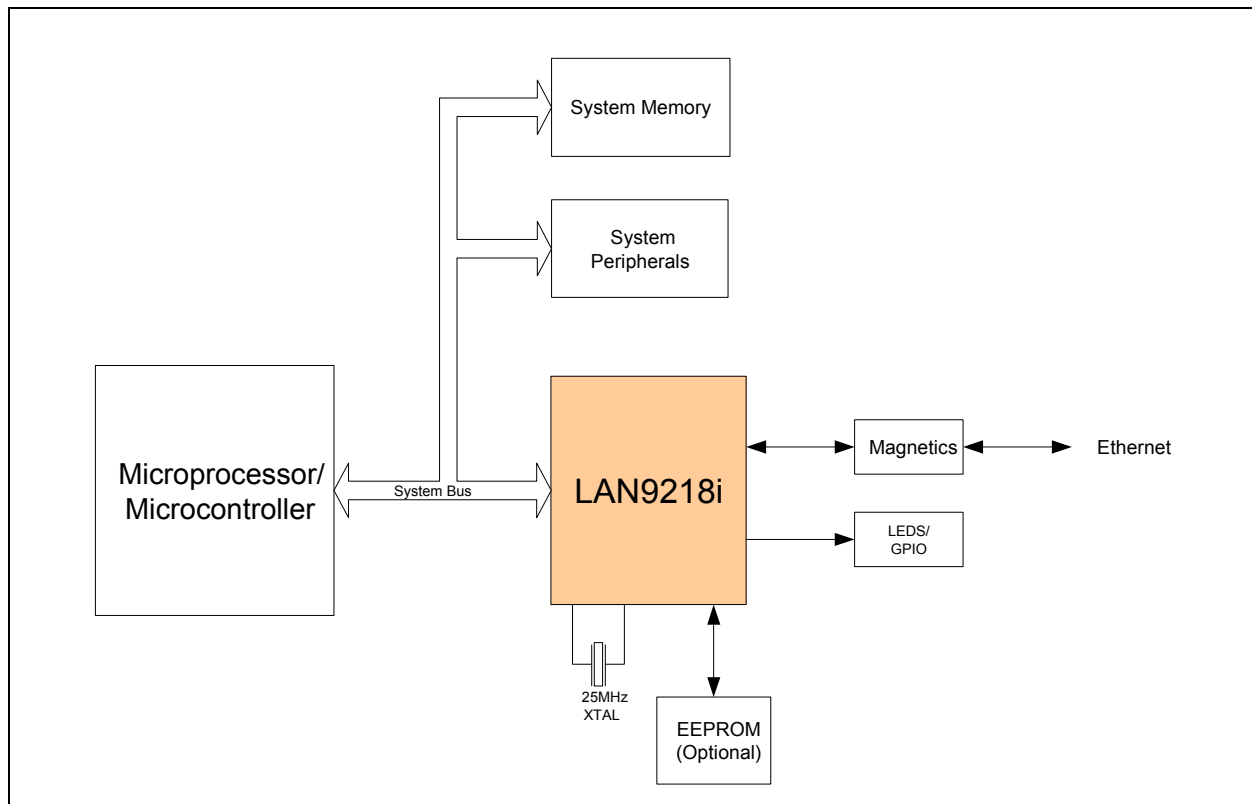 System Memory
System
Peripherals
Microprocessor/
Microcontroller
System Bus
LAN9218i
Magnetics
Ethernet
LEDS/
GPIO
25MHz
XTAL
EEPROM
(Optional)